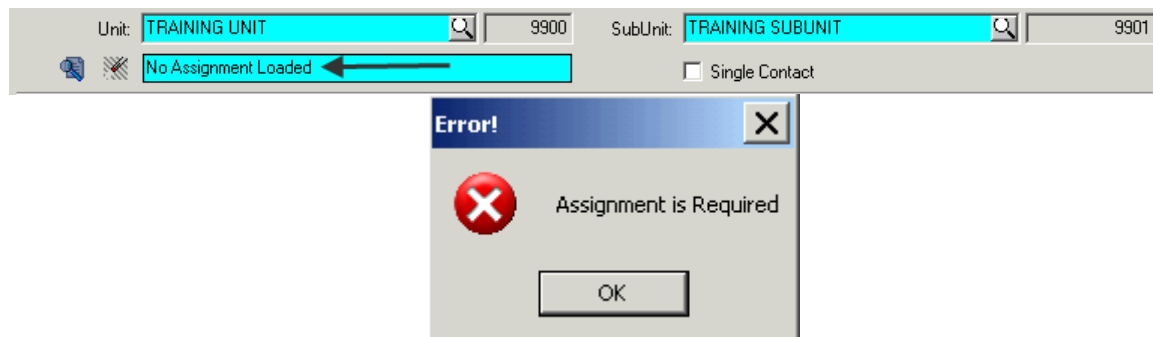 Unit: TRAINING UNIT 9900 SubUnit: TRAINING SUBUNIT 9901
No Assignment Loaded Single Contact
Error!
Assignment is Required
OK